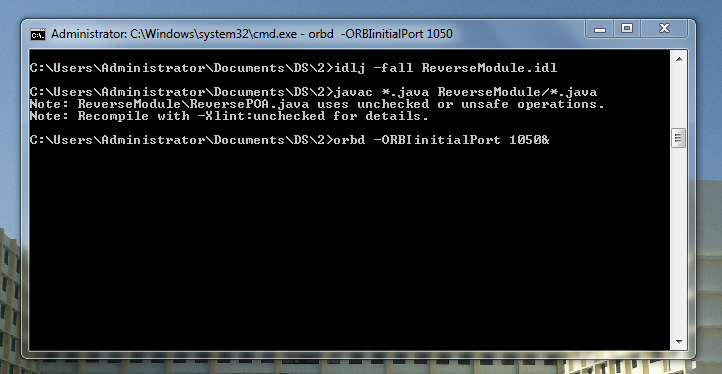 Administrator: C:\Windows\system32\cmd.exe - orbd  -ORBIinitialPort 1050
C:\Users\Administrator\Documents\DS\2>idlj -fall ReverseModule.idl
C:\Users\Administrator\Documents\DS\2>javac *.java ReverseModule/*.java
Note: ReverseModule\ReversePOA.java uses unchecked or unsafe operations.
Note: Recompile with -Xlint:unchecked for details.
C:\Users\Administrator\Documents\DS\2>orbd -ORBIinitialPort 1050&